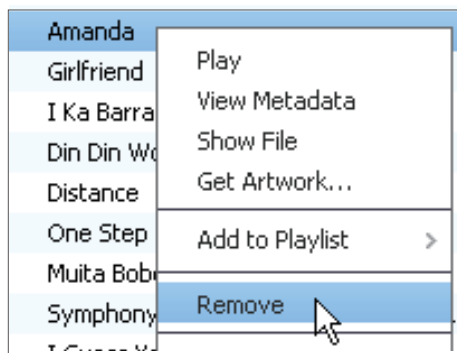 Amanda
Girlfriend
I Ka Barra
Din Din Wo
Distance
One Step
Muita Bob
Symphony
Play
View Metadata
Show File
Get Artwork...
Add to Playlist
Remove